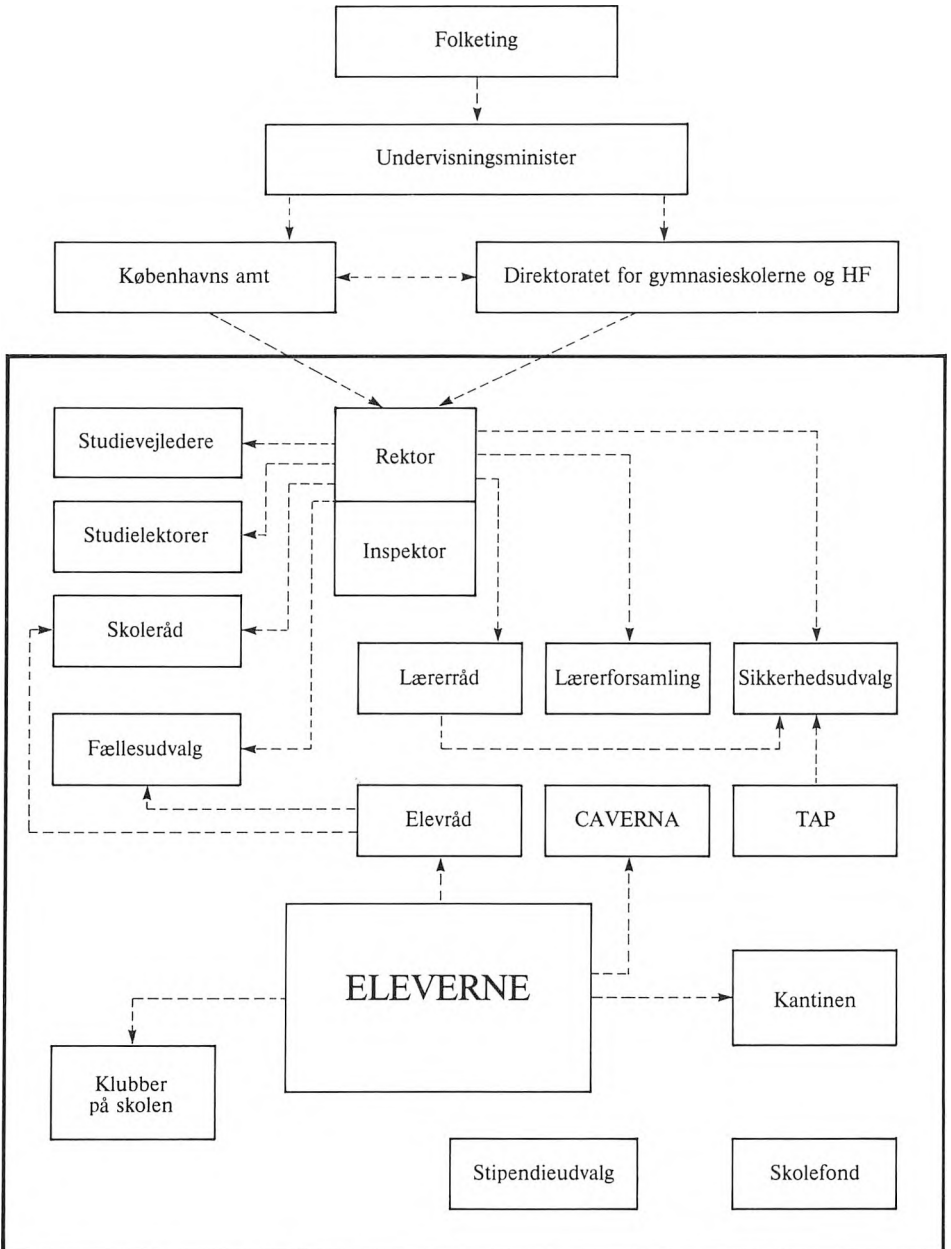 Folketing
Undervisningsminister
Københavns amt
Direktoratet for gymnasieskolerne og HF
Studievejledere
Rektor
Studielektorer
Inspektor
Skoleråd
Lærerråd
Lærerforsamling
Sikkerhedsudvalg
Fællesudvalg
Elevråd
CAVERNA
TAP
ELEVERNE
Kantinen
Klubber
på skolen
Stipendieudvalg
Skolefond